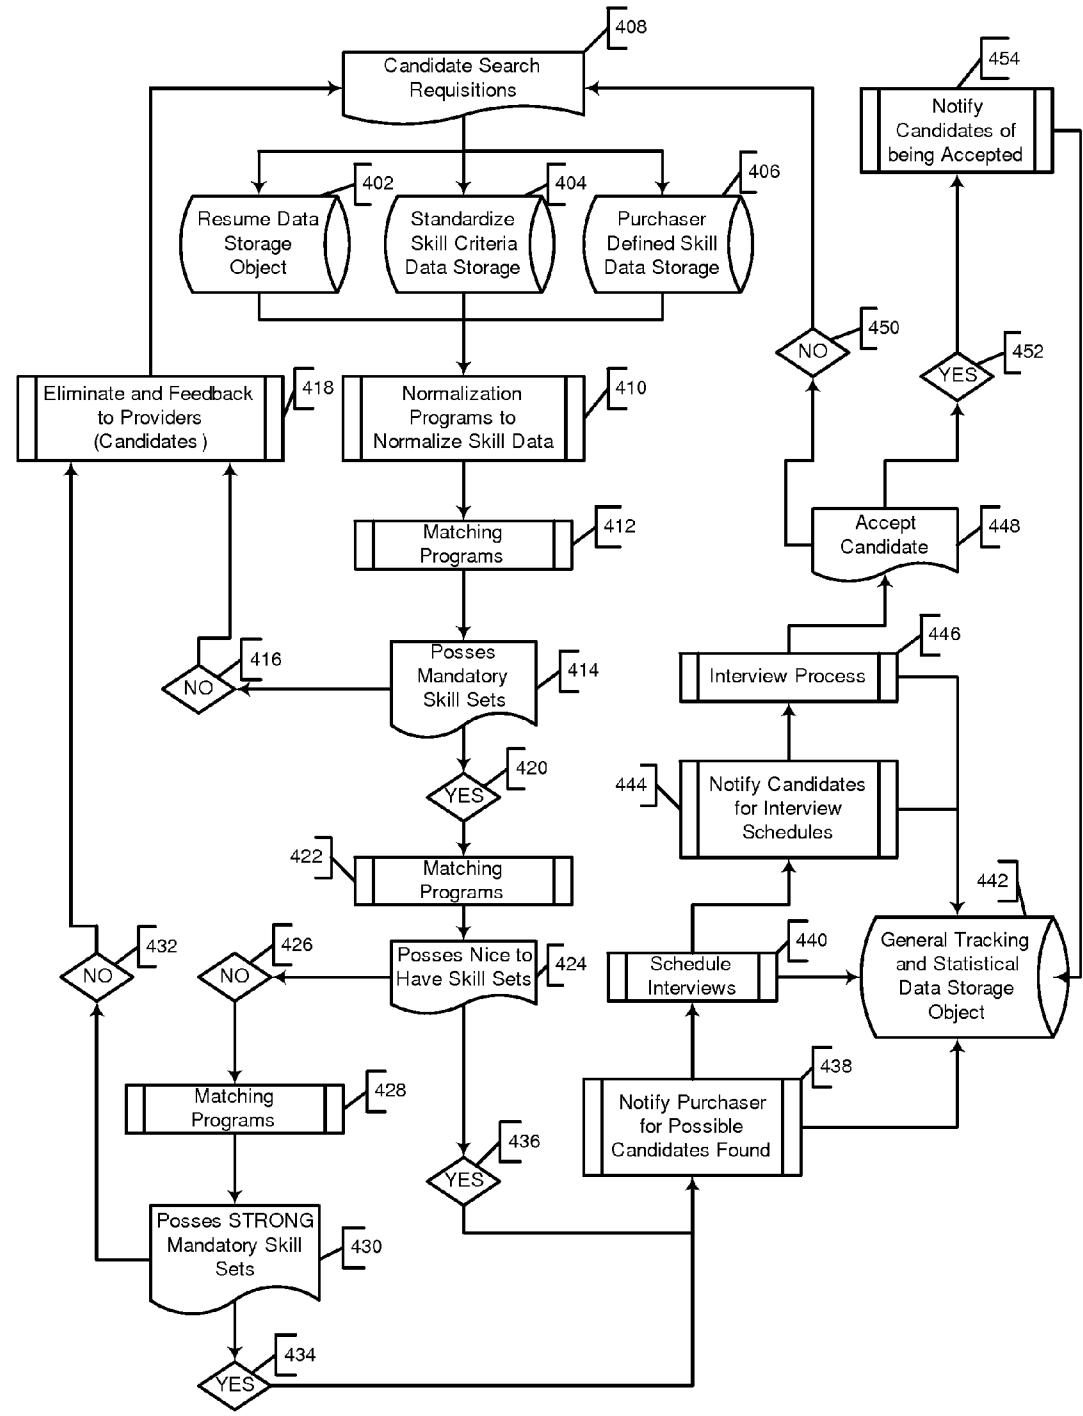 408
Candidate Search
Requisitions
454
Notify
Candidates of
being Accepted
402
404
406
Resume Data
Storage
Object
Standardize
Skill Criteria
Data Storage
Purchaser
Defined Skill
Data Storage
450
NO
452
YES
Eliminate and Feedback
to Providers
(Candidates )
418
Normalization
Programs to
Normalize Skill Data
410
Accept
Candidate
448
Matching
Programs
412
446
Interview Process
416
NO
Posses
Mandatory
Skill Sets
414
420
YES
444
Notify Candidates
for Interview
Schedules
422
Matching
Programs
442
General Tracking
and Statistical
Data Storage
Object
432
NO
426
NO
Posses Nice to
Have Skill Sets
424
440
Schedule
Interviews
438
Notify Purchaser
for Possible
Candidates Found
Matching
Programs
428
436
YES
Posses STRONG
Mandatory Skill
Sets
430
434
YES